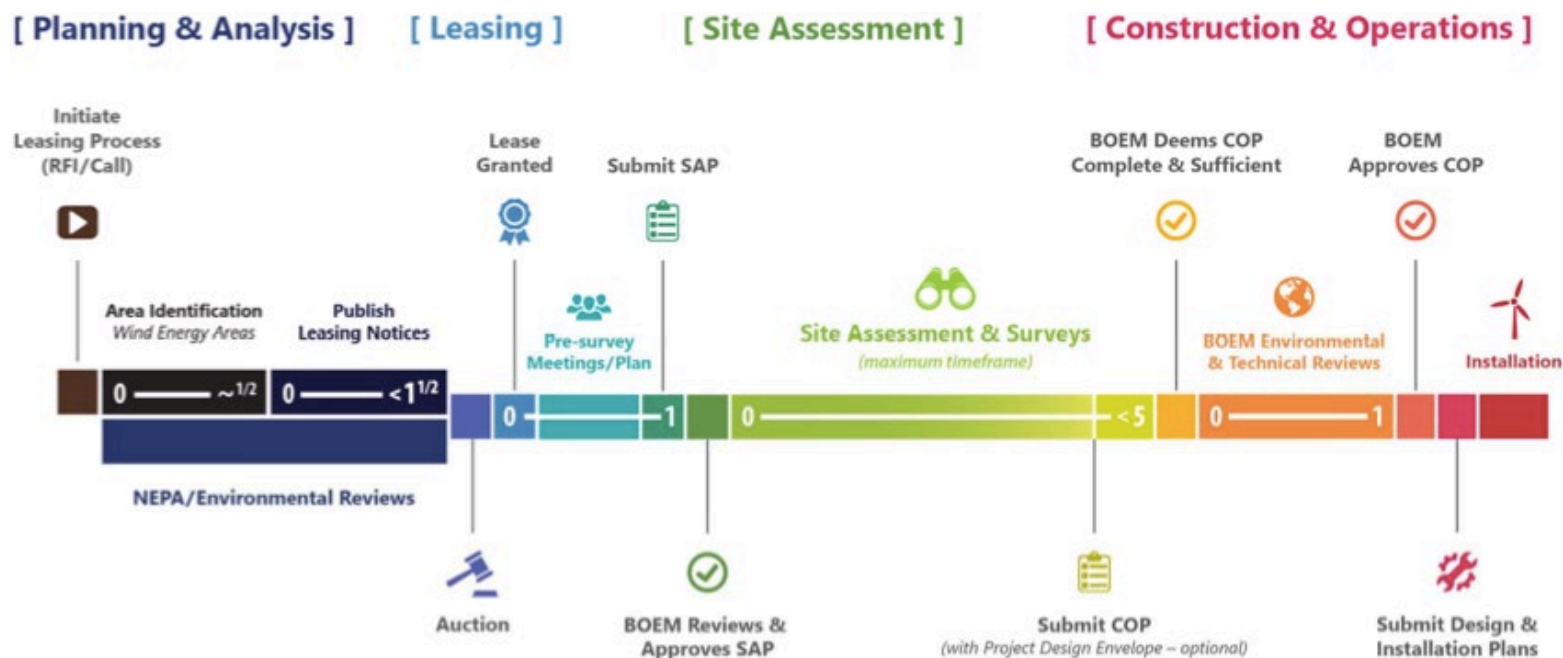 [ Planning & Analysis ]
[ Leasing ]
[ Site Assessment ]
[ Construction & Operations ]
Initiate
Leasing Process
(RFI/Call)
Lease
Granted
Submit SAP
BOEM Deems COP
Complete & Sufficient
BOEM
Approves COP
Area Identification
Wind Energy Areas
Publish
Leasing Notices
Pre-survey
Meetings/Plan
Site Assessment & Surveys
(maximum timeframe)
BOEM Environmental
& Technical Reviews
Installation
0 ~1/2
0 <1 1/2
0 1
0 <5
0 1
NEPA/Environmental Reviews
Auction
BOEM Reviews &
Approves SAP
Submit COP
(with Project Design Envelope – optional)
Submit Design &
Installation Plans